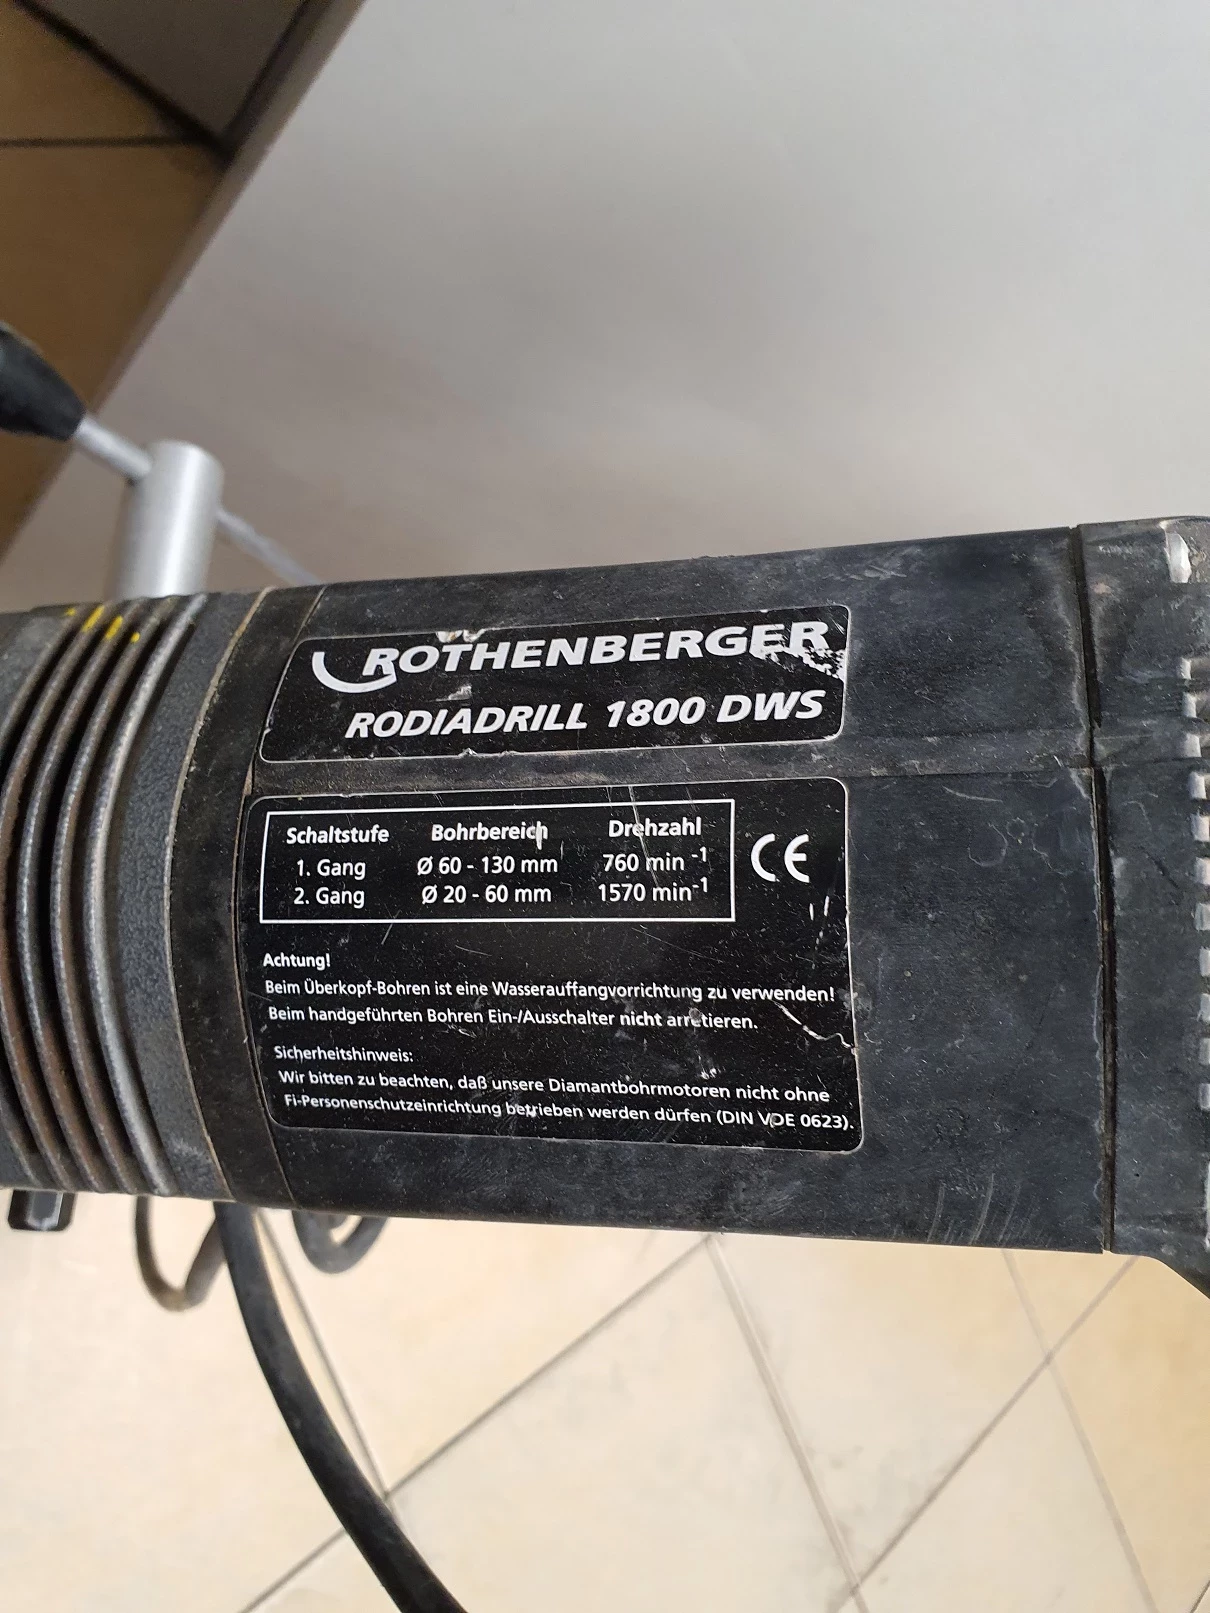 ROTHENBERGER
RODIADRILL 1800 DWS
Schaltstufe Bohrbereich Drehzahl
1. Gang Ø 60 - 130 mm 760 min -1
2. Gang Ø 20 - 60 mm 1570 min-1
CE
Achtung!
Beim Überkopf-Bohren ist eine Wasserauffangvorrichtung zu verwenden!
Beim handgeführten Bohren Ein-/Ausschalter nicht arretieren.
Sicherheitshinweis:
Wir bitten zu beachten, daß unsere Diamantbohrmotoren nicht ohne
FI-Personenschutzeinrichtung betrieben werden dürfen (DIN VDE 0623).